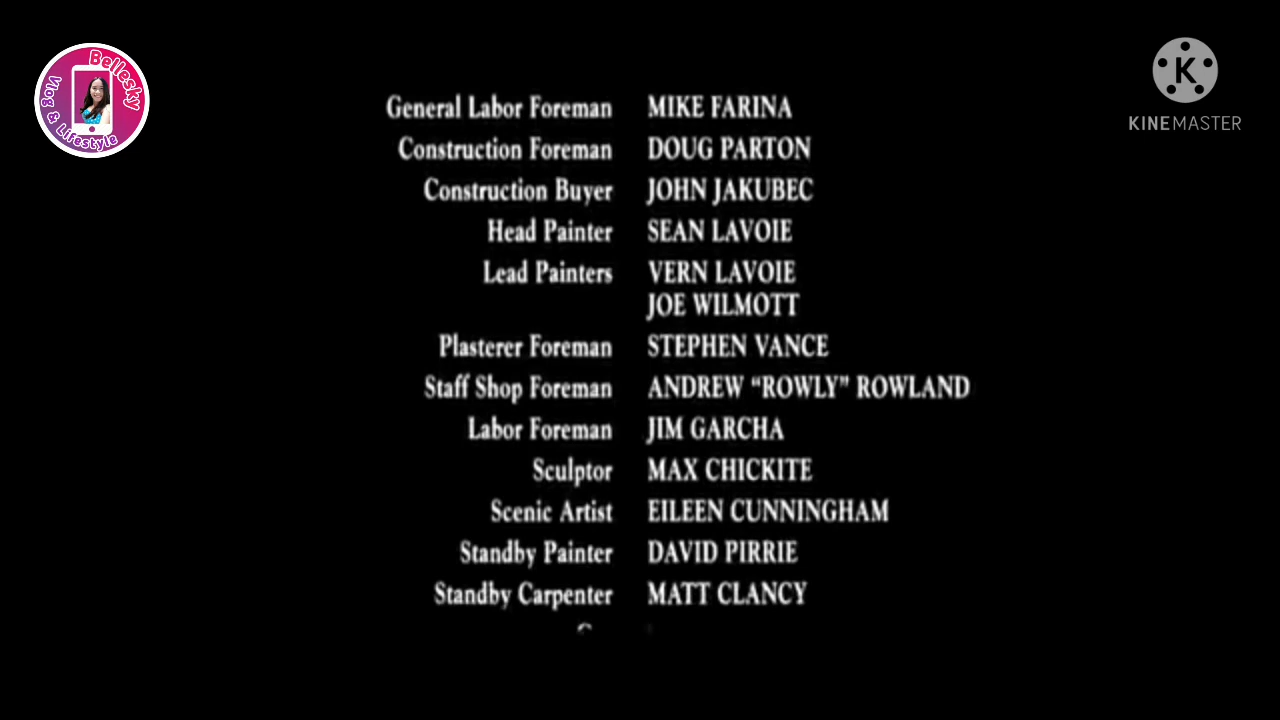 Bellesky
Vlog & Lifestyle
KINEMASTER
General Labor Foreman MIKE FARINA
Construction Foreman DOUG PARTON
Construction Buyer JOHN JAKUBEC
Head Painter SEAN LAVOIE
Lead Painters VERN LAVOIE
JOE WILMOTT
Plasterer Foreman STEPHEN VANCE
Staff Shop Foreman ANDREW “ROWLY” ROWLAND
Labor Foreman JIM GARCHA
Sculptor MAX CHICKITE
Scenic Artist EILEEN CUNNINGHAM
Standby Painter DAVID PIRRIE
Standby Carpenter MATT CLANCY